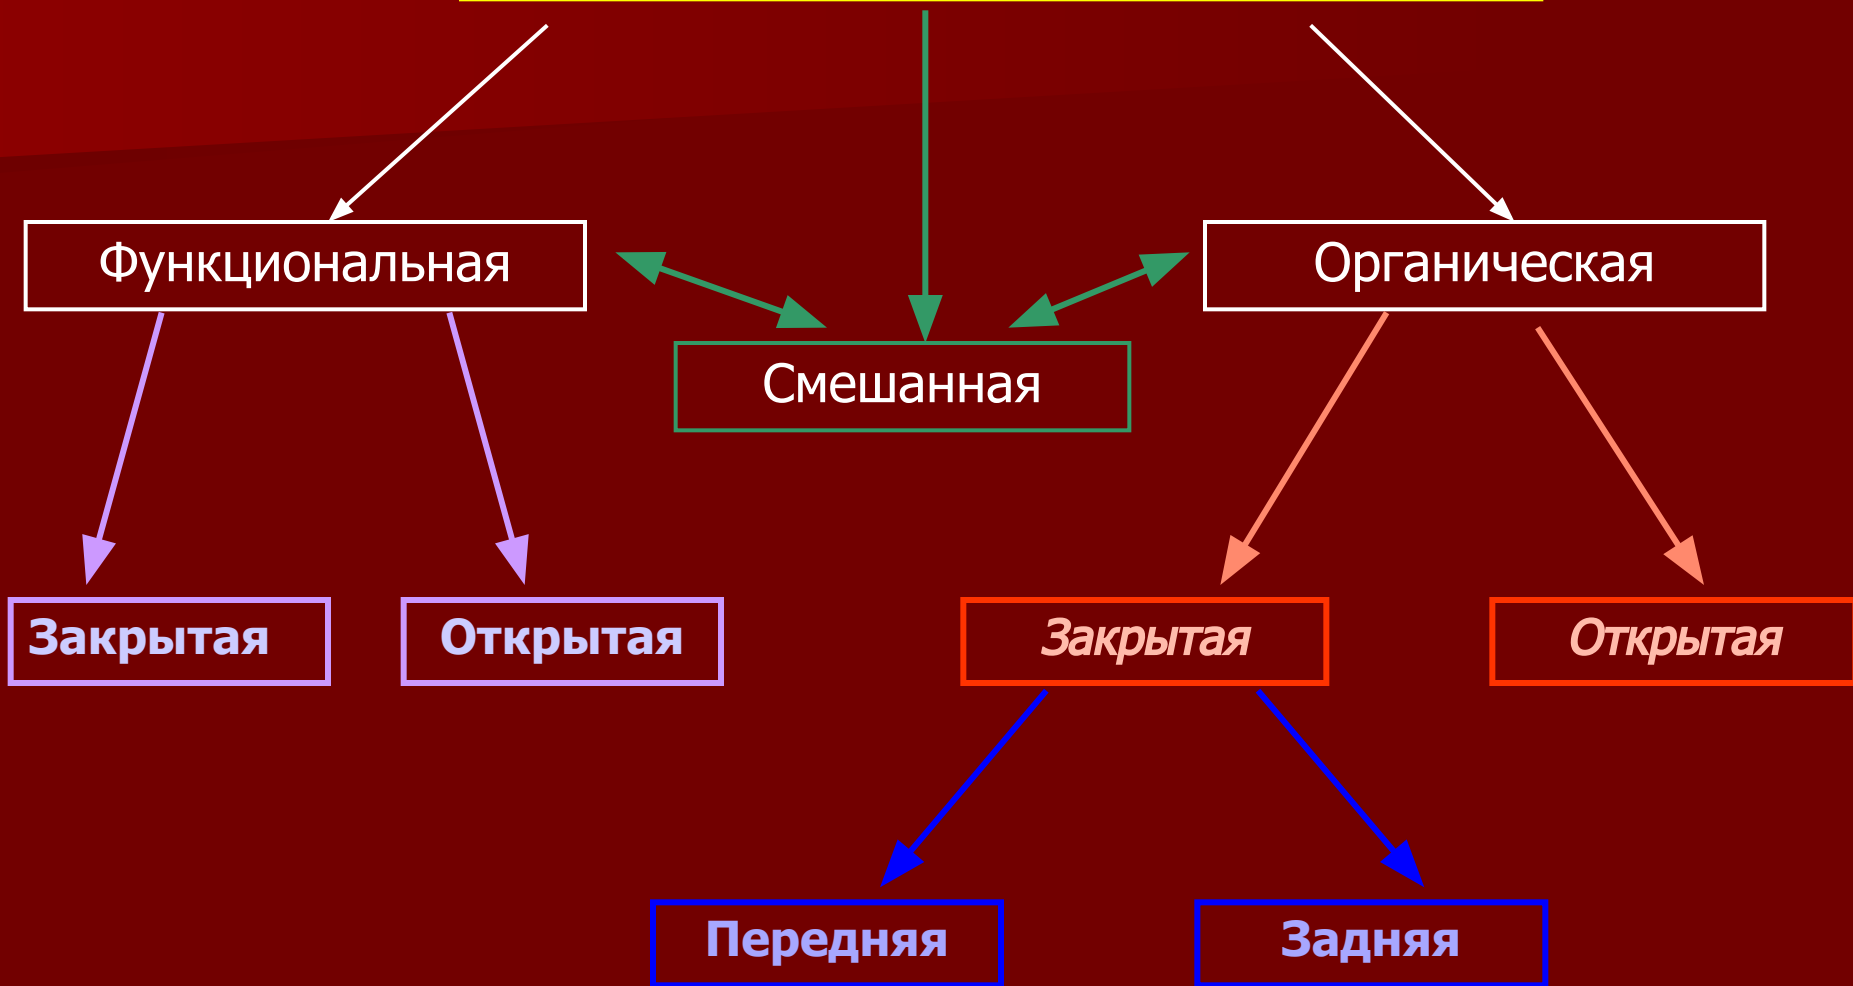 Функциональная
Органическая
Смешанная
Закрытая
Открытая
Закрытая
Открытая
Передняя
Задняя